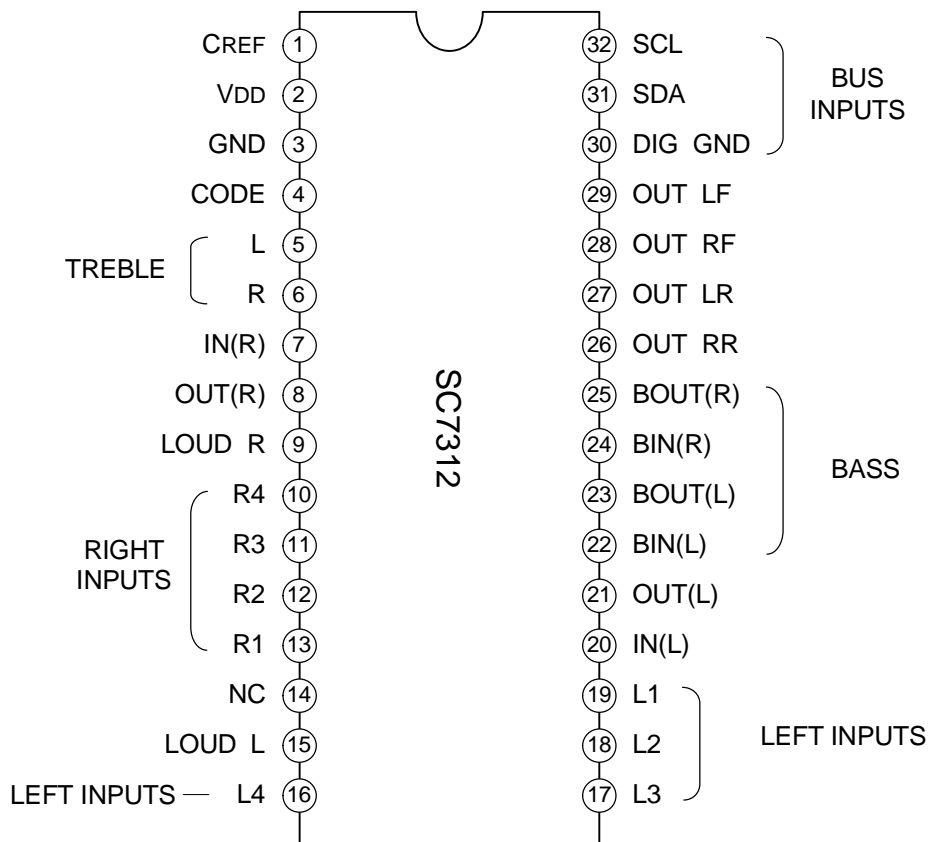 CREF 1
VDD 2
GND 3
CODE 4
TREBLE
L 5
R 6
IN(R) 7
OUT(R) 8
LOUD R 9
RIGHT
INPUTS
R4 10
R3 11
R2 12
R1 13
NC 14
LOUD L 15
LEFT INPUTS L4 16
SC7312
32 SCL
31 SDA
30 DIG GND
BUS
INPUTS
29 OUT LF
28 OUT RF
27 OUT LR
26 OUT RR
25 BOUT(R)
24 BIN(R)
23 BOUT(L)
22 BIN(L)
BASS
21 OUT(L)
20 IN(L)
19 L1
18 L2
17 L3
LEFT INPUTS